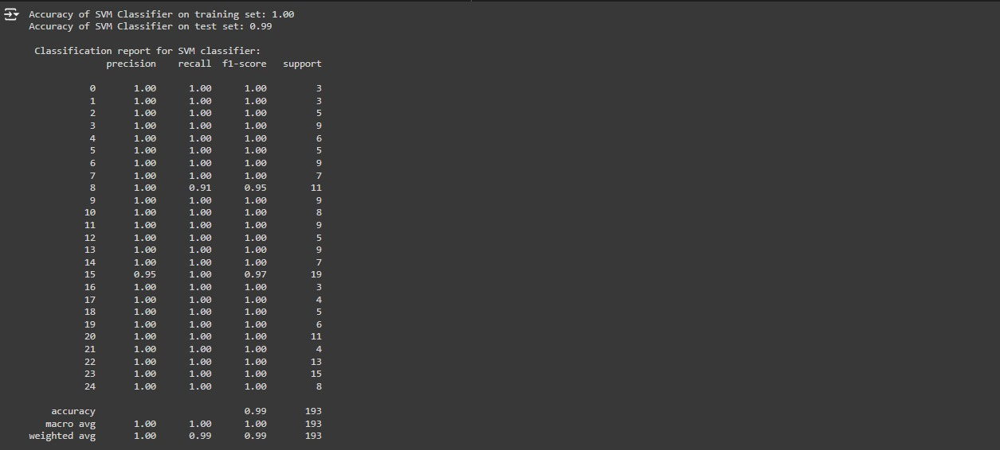 Accuracy of SVM Classifier on training set: 1.00
Accuracy of SVM Classifier on test set: 0.99
Classification report for SVM classifier:
precision recall f1-score support
0 1.00 1.00 1.00 3
1 1.00 1.00 1.00 3
2 1.00 1.00 1.00 5
3 1.00 1.00 1.00 9
4 1.00 1.00 1.00 6
5 1.00 1.00 1.00 5
6 1.00 1.00 1.00 9
7 1.00 1.00 1.00 7
8 1.00 0.91 0.95 11
9 1.00 1.00 1.00 9
10 1.00 1.00 1.00 8
11 1.00 1.00 1.00 9
12 1.00 1.00 1.00 5
13 1.00 1.00 1.00 9
14 1.00 1.00 1.00 7
15 0.95 1.00 0.97 19
16 1.00 1.00 1.00 3
17 1.00 1.00 1.00 4
18 1.00 1.00 1.00 5
19 1.00 1.00 1.00 6
20 1.00 1.00 1.00 11
21 1.00 1.00 1.00 4
22 1.00 1.00 1.00 13
23 1.00 1.00 1.00 15
24 1.00 1.00 1.00 8
accuracy 0.99 193
macro avg 1.00 1.00 1.00 193
weighted avg 1.00 0.99 0.99 193